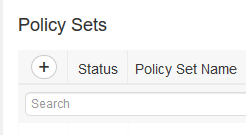 Policy Sets
+ Status Policy Set Name
Search